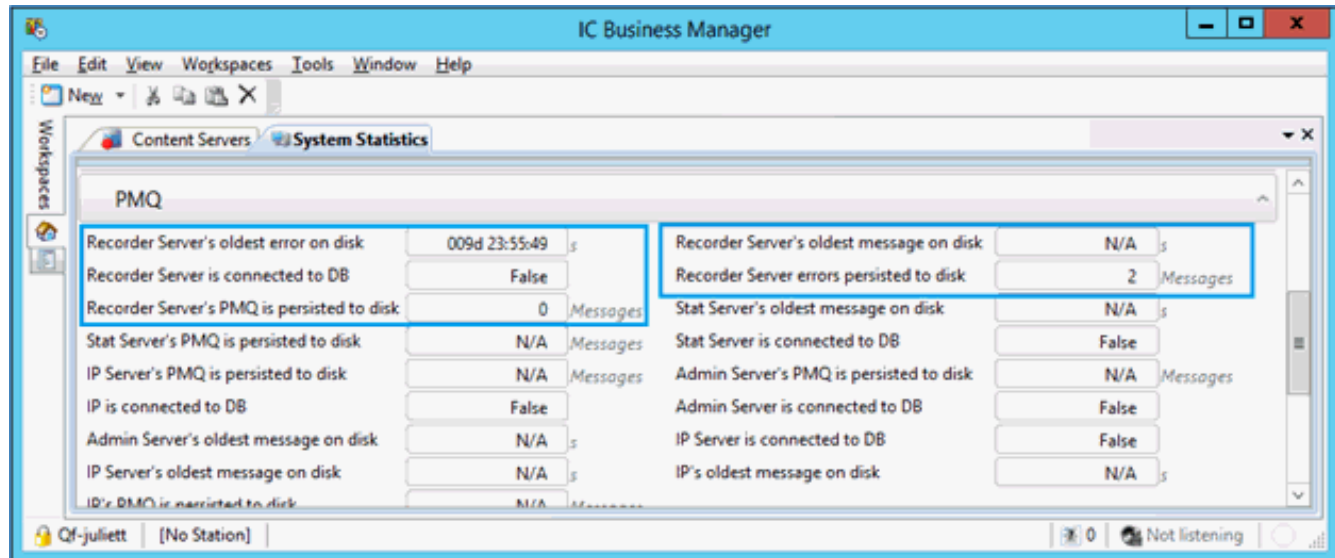 IC Business Manager
File Edit View Workspaces Tools Window Help
New
Workspaces
Content Servers System Statistics
PMQ
Recorder Server's oldest error on disk 009d 23:55:49 s Recorder Server's oldest message on disk N/A s
Recorder Server is connected to DB False Recorder Server errors persisted to disk 2 Messages
Recorder Server's PMQ is persisted to disk 0 Messages Stat Server's oldest message on disk N/A s
Stat Server's PMQ is persisted to disk N/A Messages Stat Server is connected to DB False
IP Server's PMQ is persisted to disk N/A Messages Admin Server's PMQ is persisted to disk N/A Messages
IP is connected to DB False Admin Server is connected to DB False
Admin Server's oldest message on disk N/A s IP Server is connected to DB False
IP Server's oldest message on disk N/A s IP's oldest message on disk N/A s
IP's PMQ is persisted to disk N/A Messages
Qf-juliett [No Station] 0 Not listening